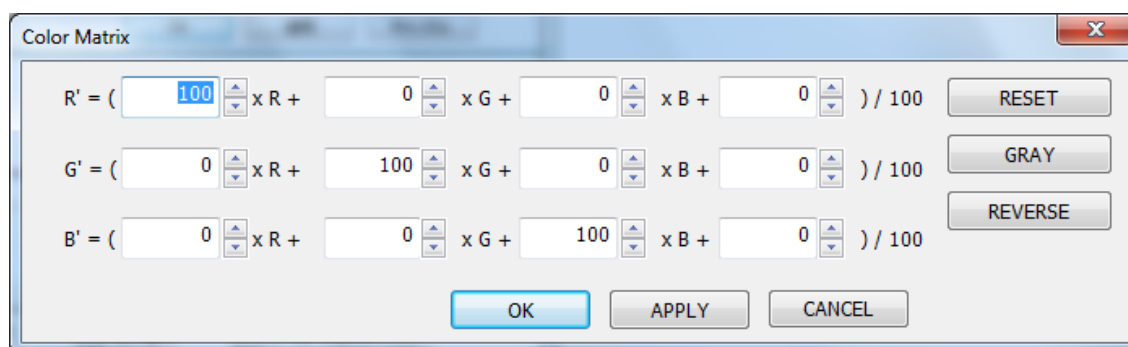 Color Matrix
R' = ( 100 x R + 0 x G + 0 x B + 0 ) / 100 RESET
G' = ( 0 x R + 100 x G + 0 x B + 0 ) / 100 GRAY
REVERSE
B' = ( 0 x R + 0 x G + 100 x B + 0 ) / 100
OK APPLY CANCEL